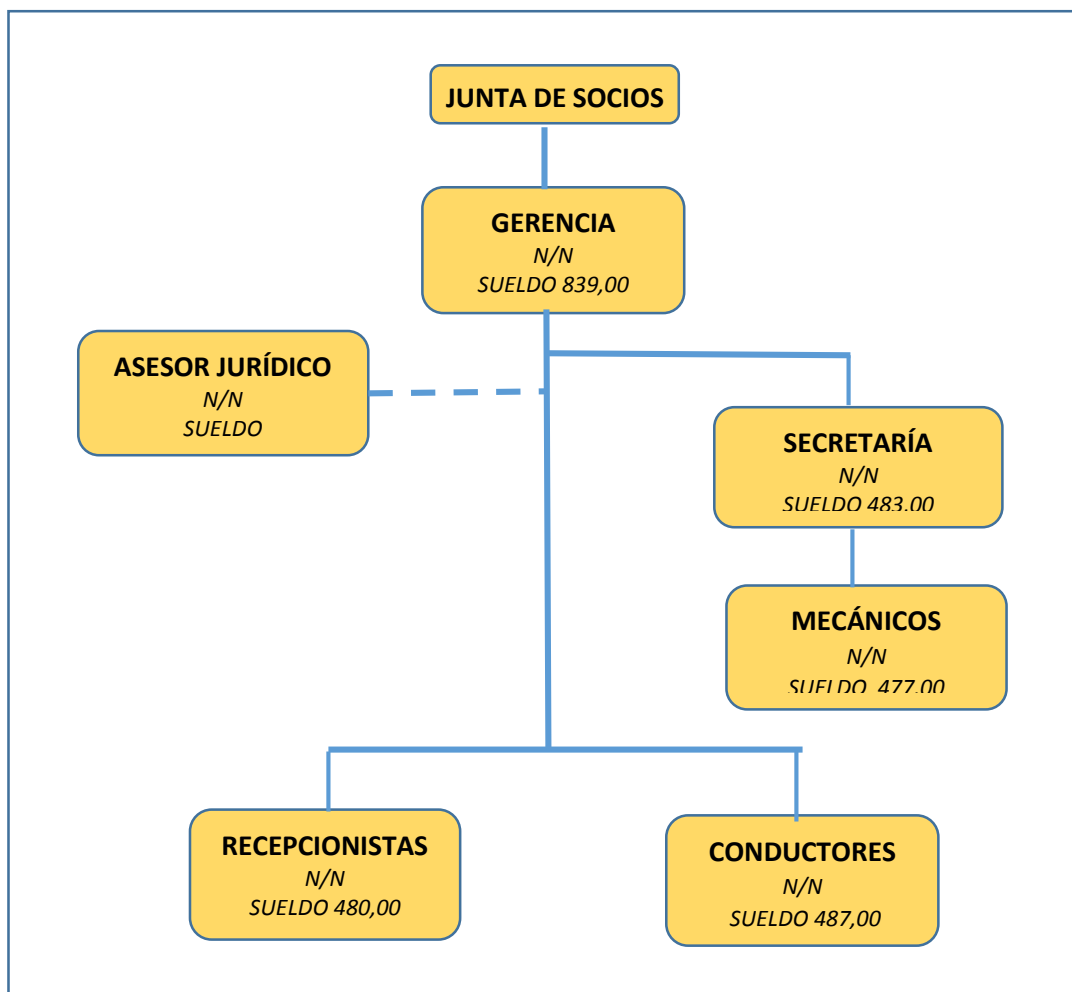 JUNTA DE SOCIOS
GERENCIA
N/N
SUELDO 839,00
ASESOR JURÍDICO
N/N
SUELDO
SECRETARÍA
N/N
SUELDO 483,00
MECÁNICOS
N/N
SUELDO 477,00
RECEPCIONISTAS
N/N
SUELDO 480,00
CONDUCTORES
N/N
SUELDO 487,00